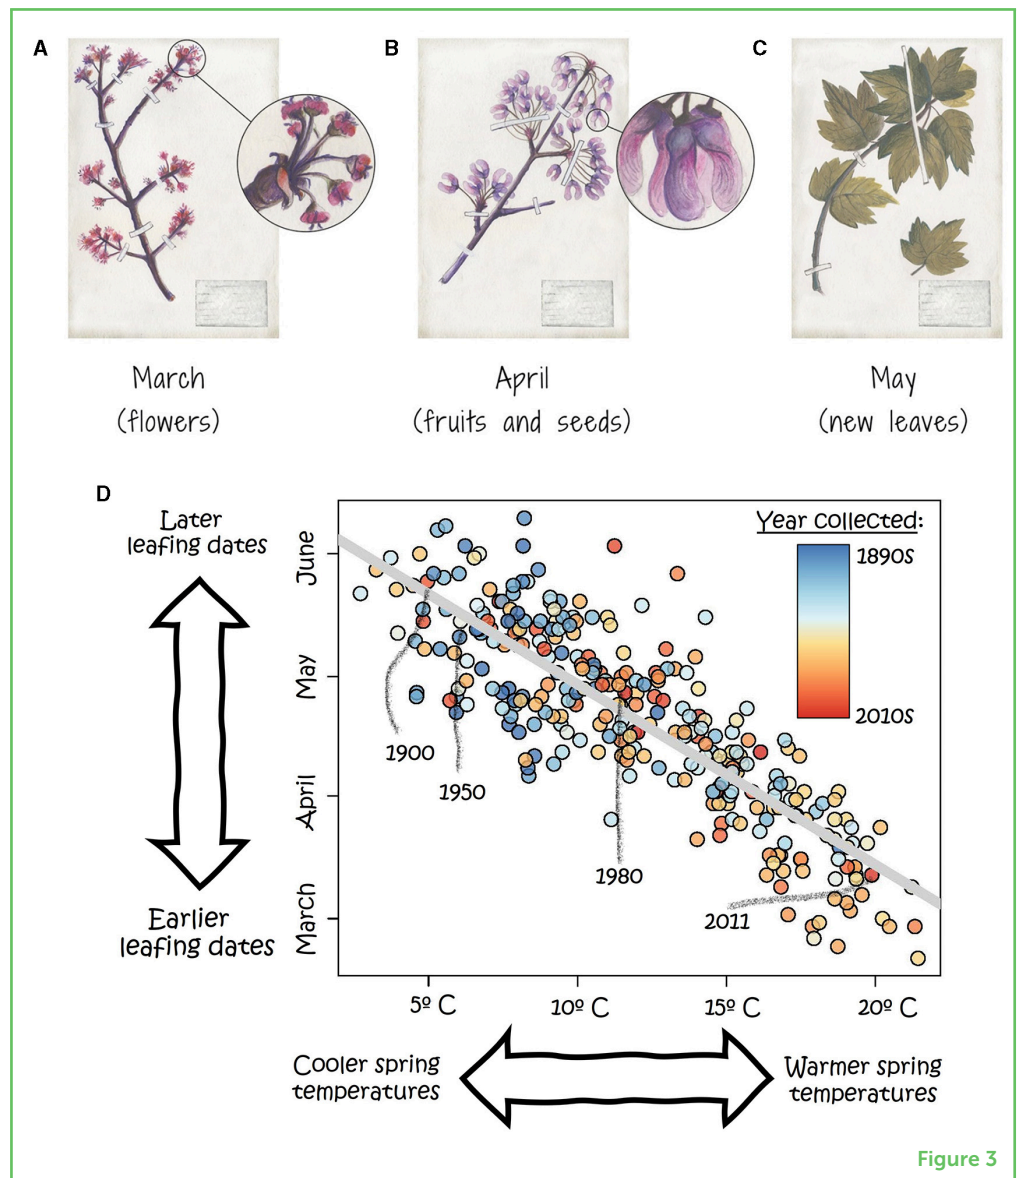 A
B
C
March
(flowers)
April
(fruits and seeds)
May
(new leaves)
D
Later
leafing dates
Earlier
leafing dates
June
May
April
March
Year collected:
1890s
2010s
1900
1950
1980
2011
5º C
10º C
15º C
20º C
Cooler spring
temperatures
Warmer spring
temperatures
Figure 3